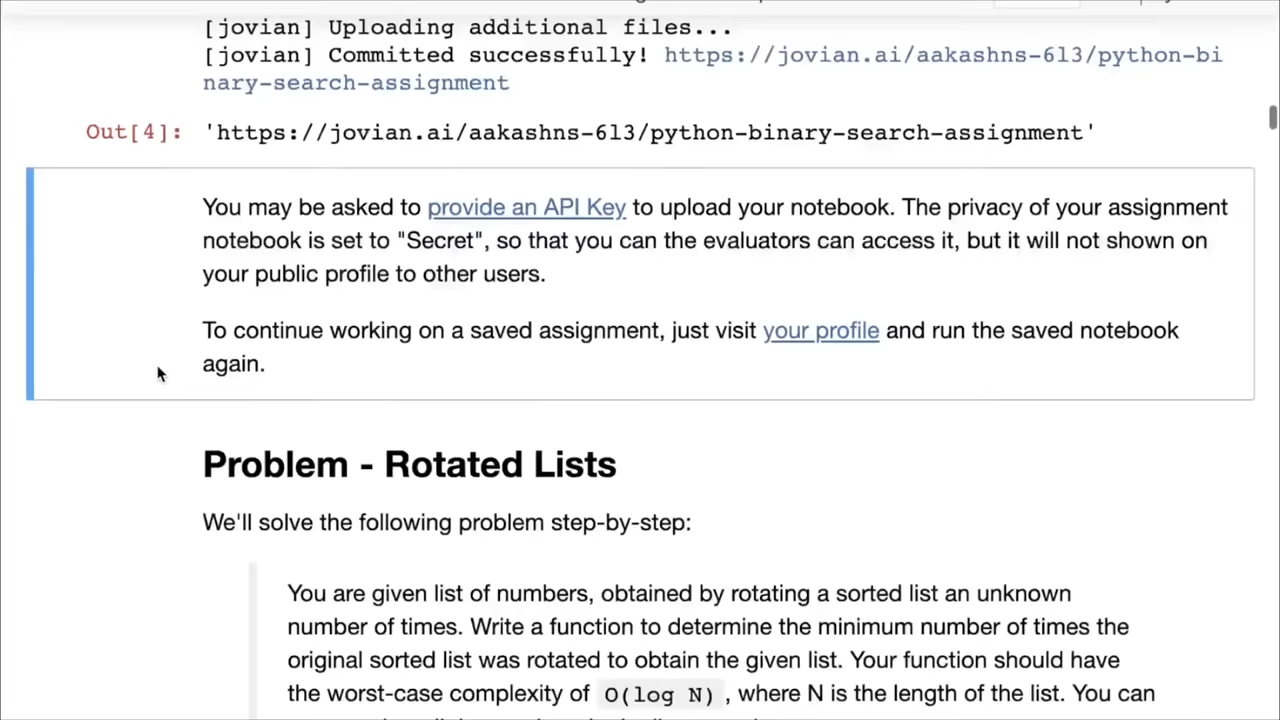 [jovian] Uploading additional files...
[jovian] Committed successfully! https://jovian.ai/aakashns-613/python-bi
nary-search-assignment
Out[4]: 'https://jovian.ai/aakashns-613/python-binary-search-assignment'
You may be asked to provide an API Key to upload your notebook. The privacy of your assignment
notebook is set to "Secret", so that you can the evaluators can access it, but it will not shown on
your public profile to other users.
To continue working on a saved assignment, just visit your profile and run the saved notebook
again.
Problem - Rotated Lists
We'll solve the following problem step-by-step:
You are given list of numbers, obtained by rotating a sorted list an unknown
number of times. Write a function to determine the minimum number of times the
original sorted list was rotated to obtain the given list. Your function should have
the worst-case complexity of O(log N) , where N is the length of the list. You can